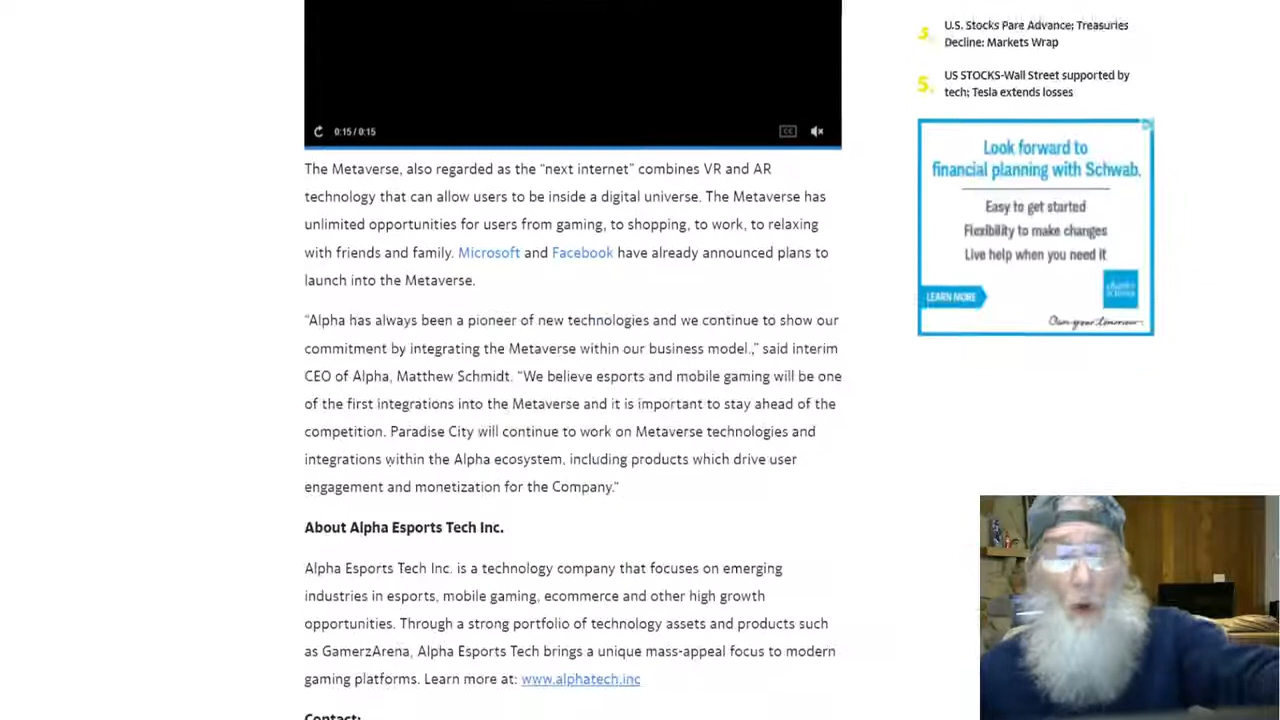 0:15 / 0:15
CC
The Metaverse, also regarded as the “next internet” combines VR and AR
technology that can allow users to be inside a digital universe. The Metaverse has
unlimited opportunities for users from gaming, to shopping, to work, to relaxing
with friends and family. Microsoft and Facebook have already announced plans to
launch into the Metaverse.
“Alpha has always been a pioneer of new technologies and we continue to show our
commitment by integrating the Metaverse within our business model.,” said interim
CEO of Alpha, Matthew Schmidt. “We believe esports and mobile gaming will be one
of the first integrations into the Metaverse and it is important to stay ahead of the
competition. Paradise City will continue to work on Metaverse technologies and
integrations within the Alpha ecosystem, including products which drive user
engagement and monetization for the Company.”
About Alpha Esports Tech Inc.
Alpha Esports Tech Inc. is a technology company that focuses on emerging
industries in esports, mobile gaming, ecommerce and other high growth
opportunities. Through a strong portfolio of technology assets and products such
as GamerzArena, Alpha Esports Tech brings a unique mass-appeal focus to modern
gaming platforms. Learn more at: www.alphatech.inc
Contact:
U.S. Stocks Pare Advance; Treasuries
Decline: Markets Wrap
5. US STOCKS-Wall Street supported by
tech; Tesla extends losses
Look forward to
financial planning with Schwab.
Easy to get started
Flexibility to make changes
Live help when you need it
LEARN MORE
Own your tomorrow